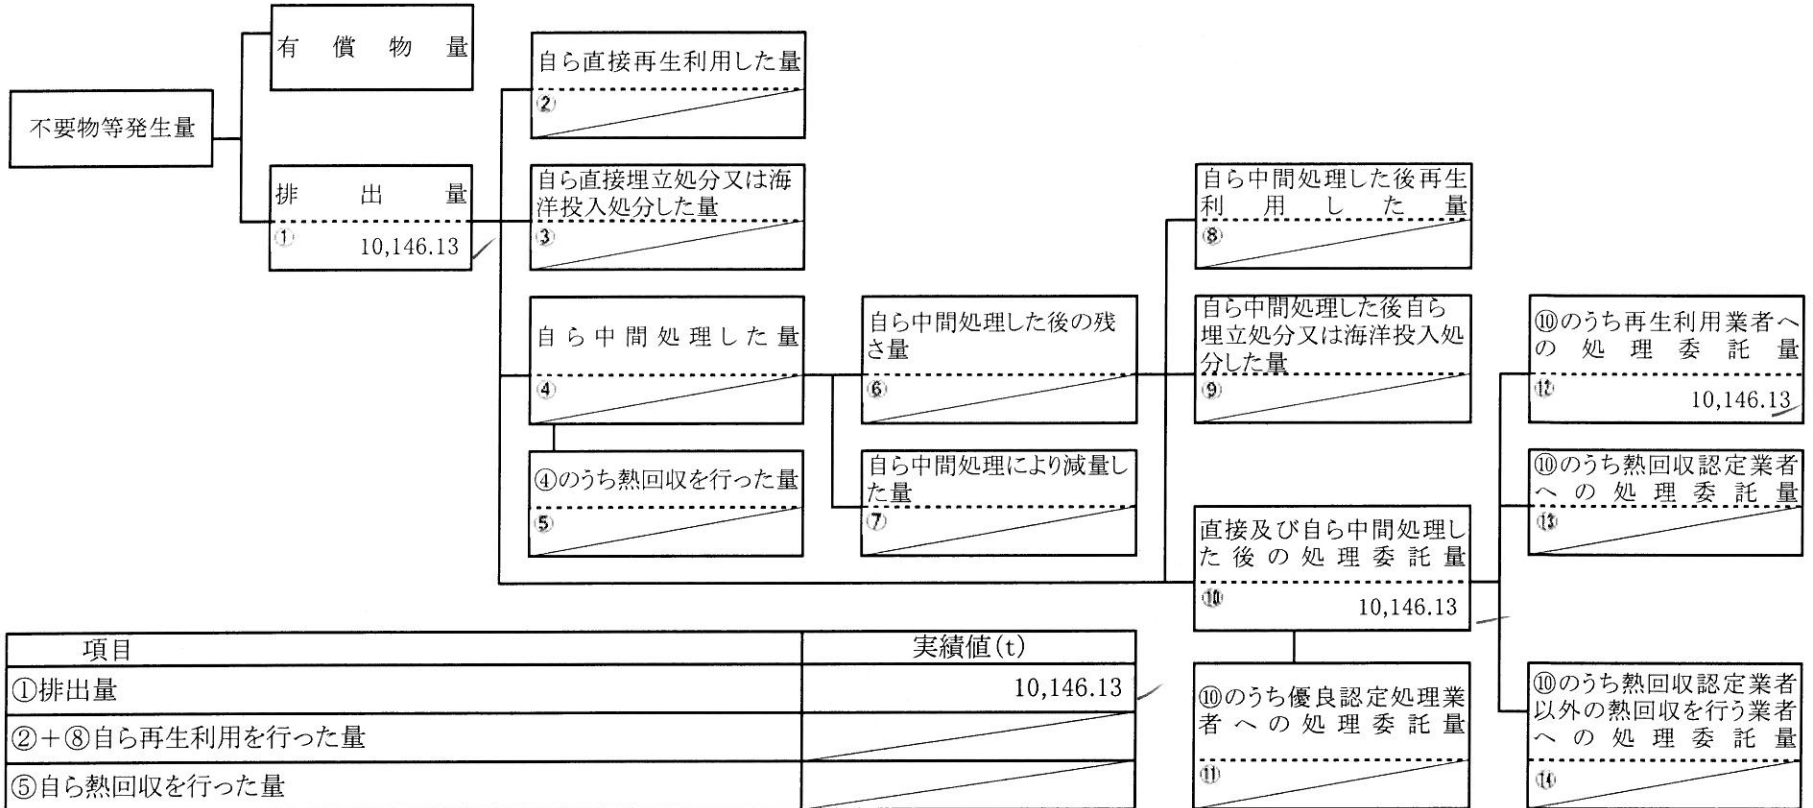 不要物等発生量
有償物量
排出量
①
10,146.13
自ら直接再生利用した量
②
自ら直接埋立処分又は海
洋投入処分した量
③
自ら中間処理した量
④
④のうち熱回収を行った量
⑤
自ら中間処理した後の残
さ量
⑥
自ら中間処理により減量し
た量
⑦
自ら中間処理した後再生
利用した量
⑧
自ら中間処理した後自ら
埋立処分又は海洋投入処
分した量
⑨
直接及び自ら中間処理し
た後の処理委託量
⑩
10,146.13
⑩のうち優良認定処理業
者への処理委託量
⑪
⑩のうち再生利用業者へ
の処理委託量
⑫
10,146.13
⑩のうち熱回収認定業者
への処理委託量
⑬
⑩のうち熱回収認定業者
以外の熱回収を行う業者
への処理委託量
⑭
項目
実績値(t)
①排出量
10,146.13
②+⑧自ら再生利用を行った量
⑤自ら熱回収を行った量